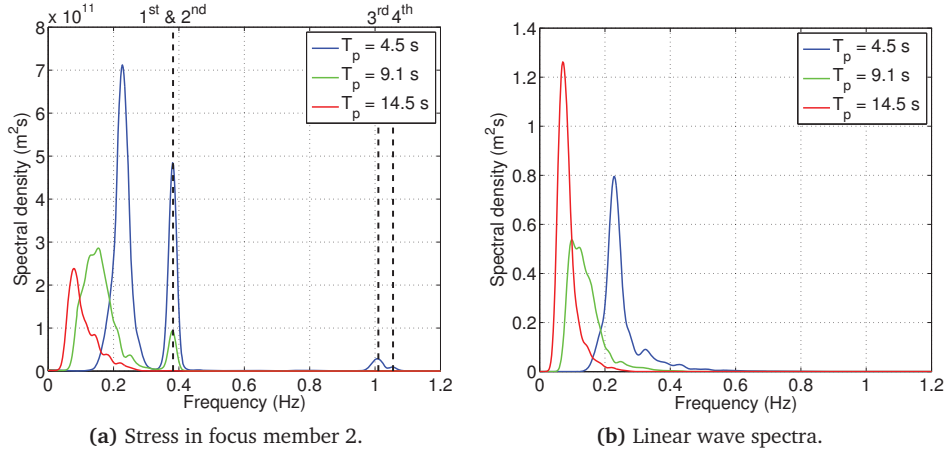 x 10^11
1st & 2nd
3rd 4th
8
7
6
5
4
3
2
1
0
Spectral density (m²s)
T_p = 4.5 s
T_p = 9.1 s
T_p = 14.5 s
0 0.2 0.4 0.6 0.8 1 1.2
Frequency (Hz)
(a) Stress in focus member 2.
1.4
1.2
1
0.8
0.6
0.4
0.2
0
Spectral density (m²s)
T_p = 4.5 s
T_p = 9.1 s
T_p = 14.5 s
0 0.2 0.4 0.6 0.8 1 1.2
Frequency (Hz)
(b) Linear wave spectra.